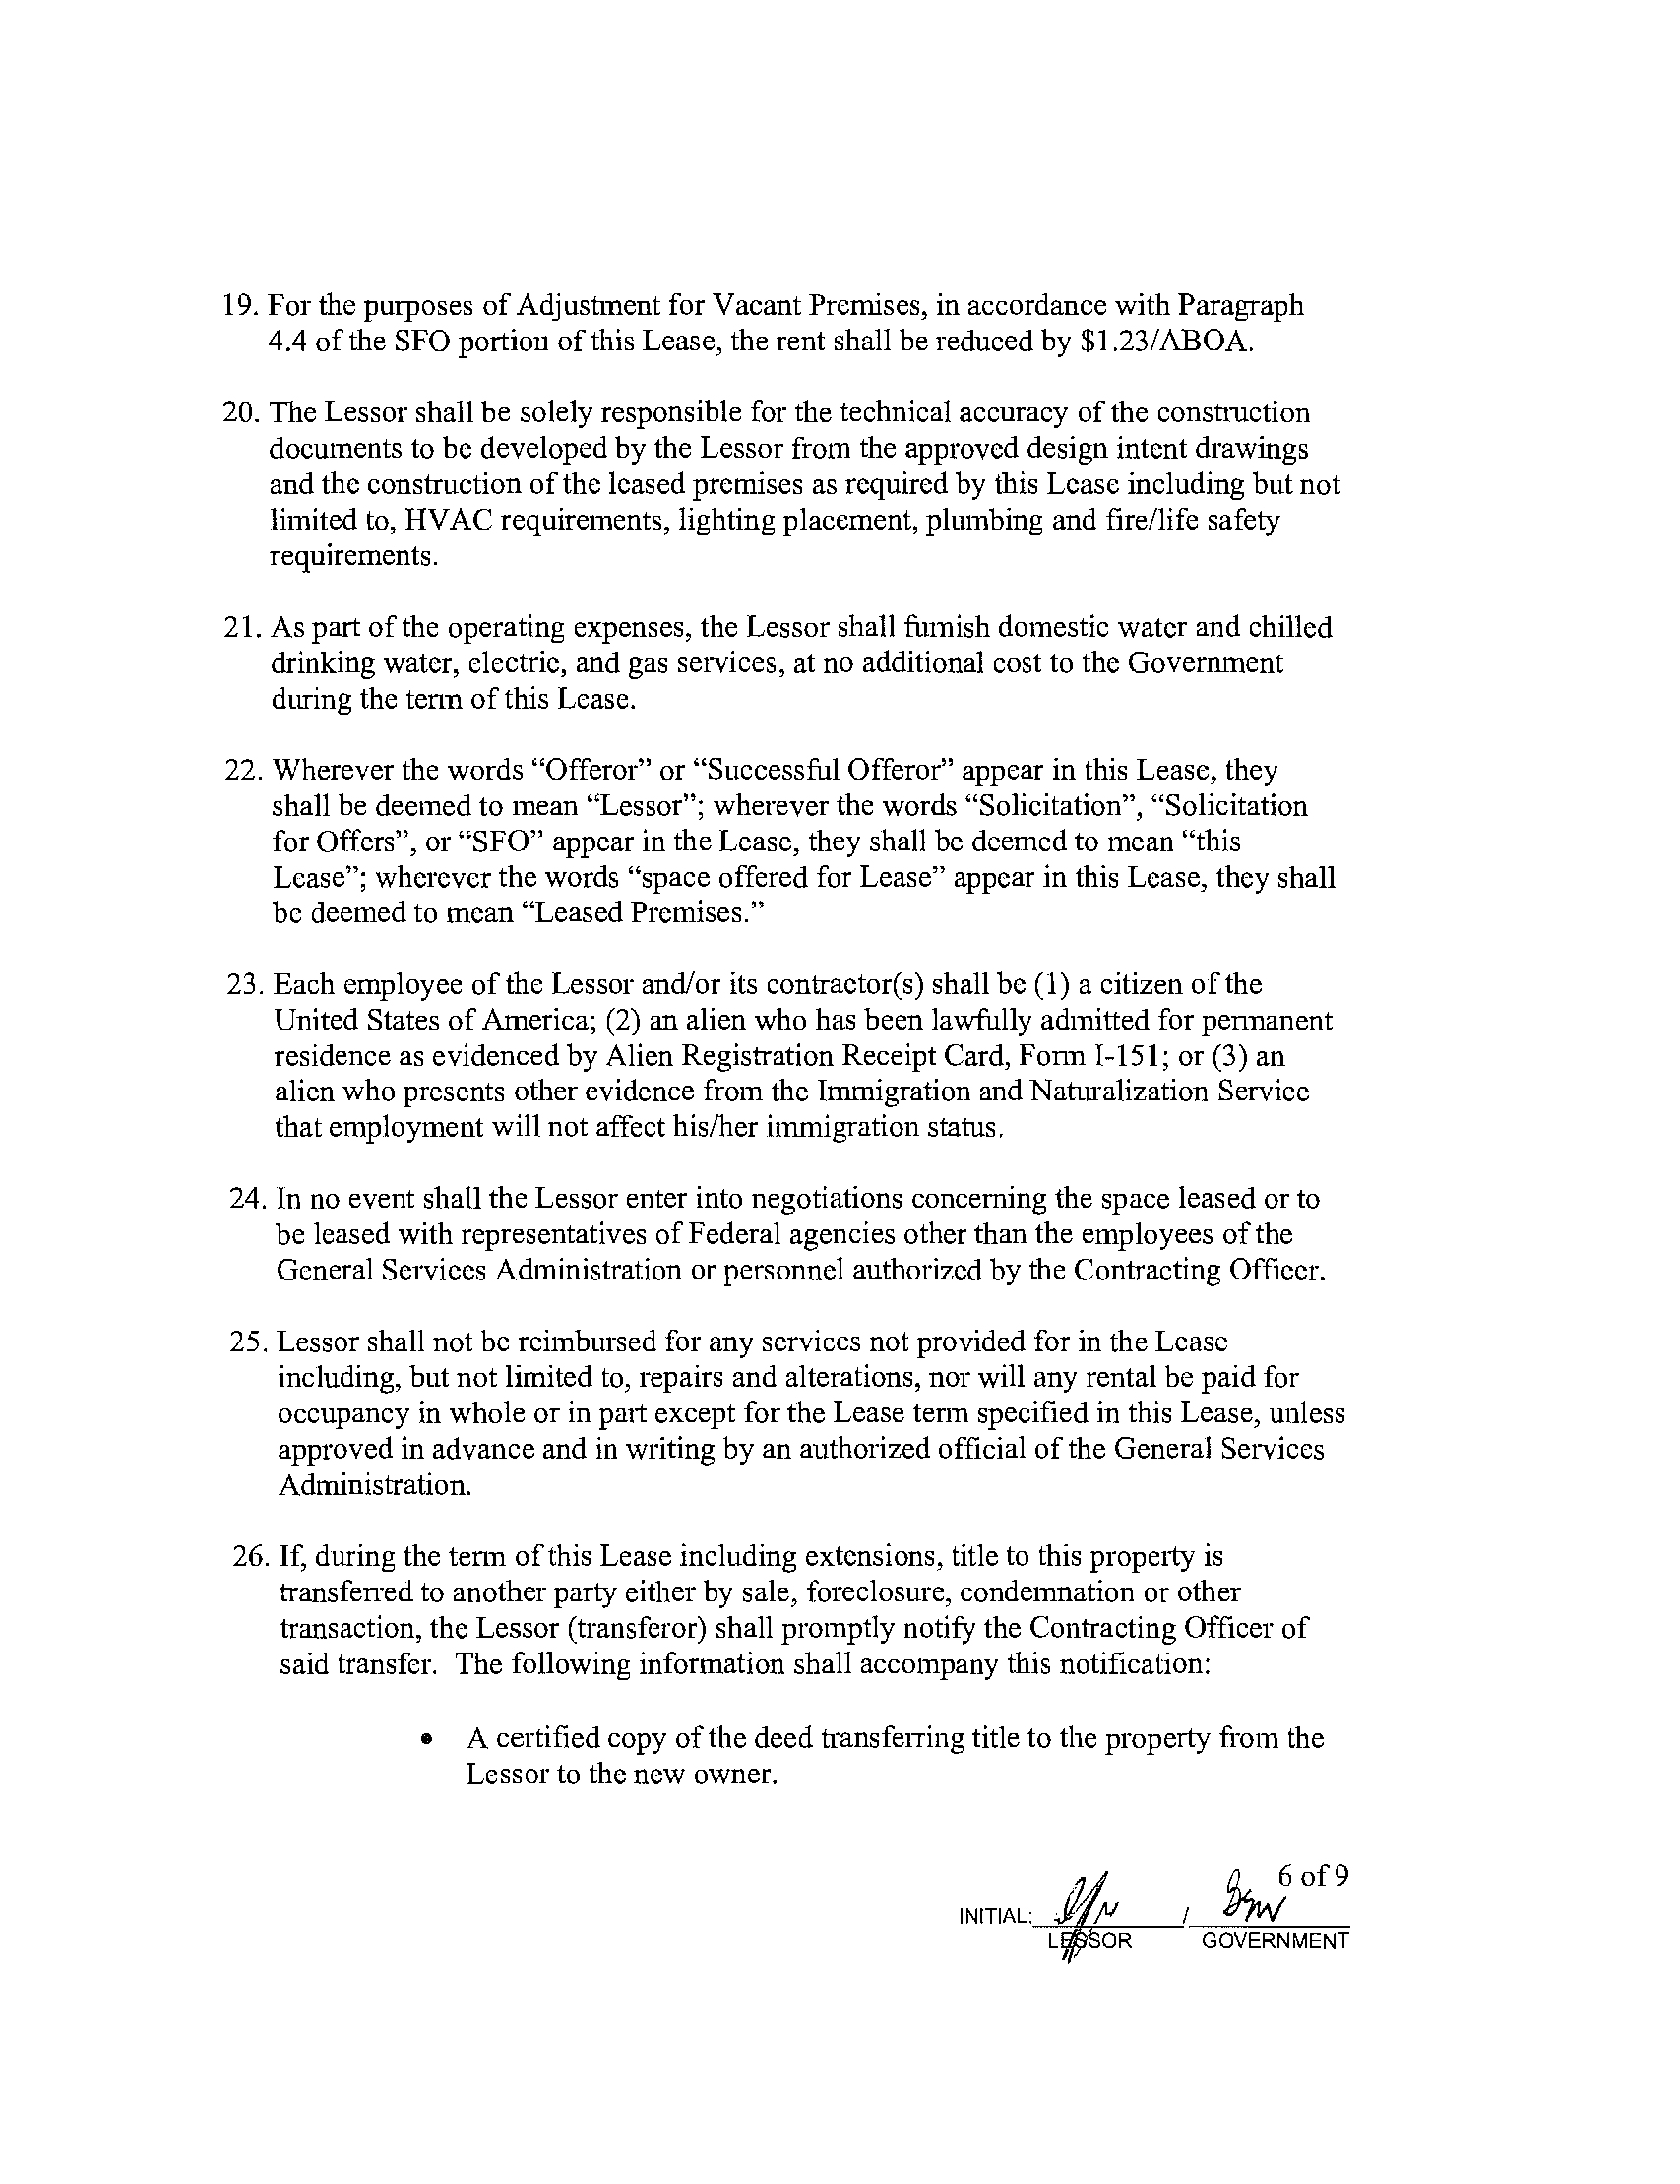 19. For the purposes of Adjustment for Vacant Premises, in accordance with Paragraph
4.4 of the SFO portion of this Lease, the rent shall be reduced by $1.23/ABOA.
20. The Lessor shall be solely responsible for the technical accuracy of the construction
documents to be developed by the Lessor from the approved design intent drawings
and the construction of the leased premises as required by this Lease including but not
limited to, HVAC requirements, lighting placement, plumbing and fire/life safety
requirements.
21. As part of the operating expenses, the Lessor shall furnish domestic water and chilled
drinking water, electric, and gas services, at no additional cost to the Government
during the term of this Lease.
22. Wherever the words “Offeror” or “Successful Offeror” appear in this Lease, they
shall be deemed to mean “Lessor”; wherever the words “Solicitation”, “Solicitation
for Offers”, or “SFO” appear in the Lease, they shall be deemed to mean “this
Lease”; wherever the words “space offered for Lease” appear in this Lease, they shall
be deemed to mean “Leased Premises.”
23. Each employee of the Lessor and/or its contractor(s) shall be (1) a citizen of the
United States of America; (2) an alien who has been lawfully admitted for permanent
residence as evidenced by Alien Registration Receipt Card, Form I-151; or (3) an
alien who presents other evidence from the Immigration and Naturalization Service
that employment will not affect his/her immigration status.
24. In no event shall the Lessor enter into negotiations concerning the space leased or to
be leased with representatives of Federal agencies other than the employees of the
General Services Administration or personnel authorized by the Contracting Officer.
25. Lessor shall not be reimbursed for any services not provided for in the Lease
including, but not limited to, repairs and alterations, nor will any rental be paid for
occupancy in whole or in part except for the Lease term specified in this Lease, unless
approved in advance and in writing by an authorized official of the General Services
Administration.
26. If, during the term of this Lease including extensions, title to this property is
transferred to another party either by sale, foreclosure, condemnation or other
transaction, the Lessor (transferor) shall promptly notify the Contracting Officer of
said transfer. The following information shall accompany this notification:
• A certified copy of the deed transferring title to the property from the
Lessor to the new owner.
6 of 9
INITIAL: /
LESSOR GOVERNMENT